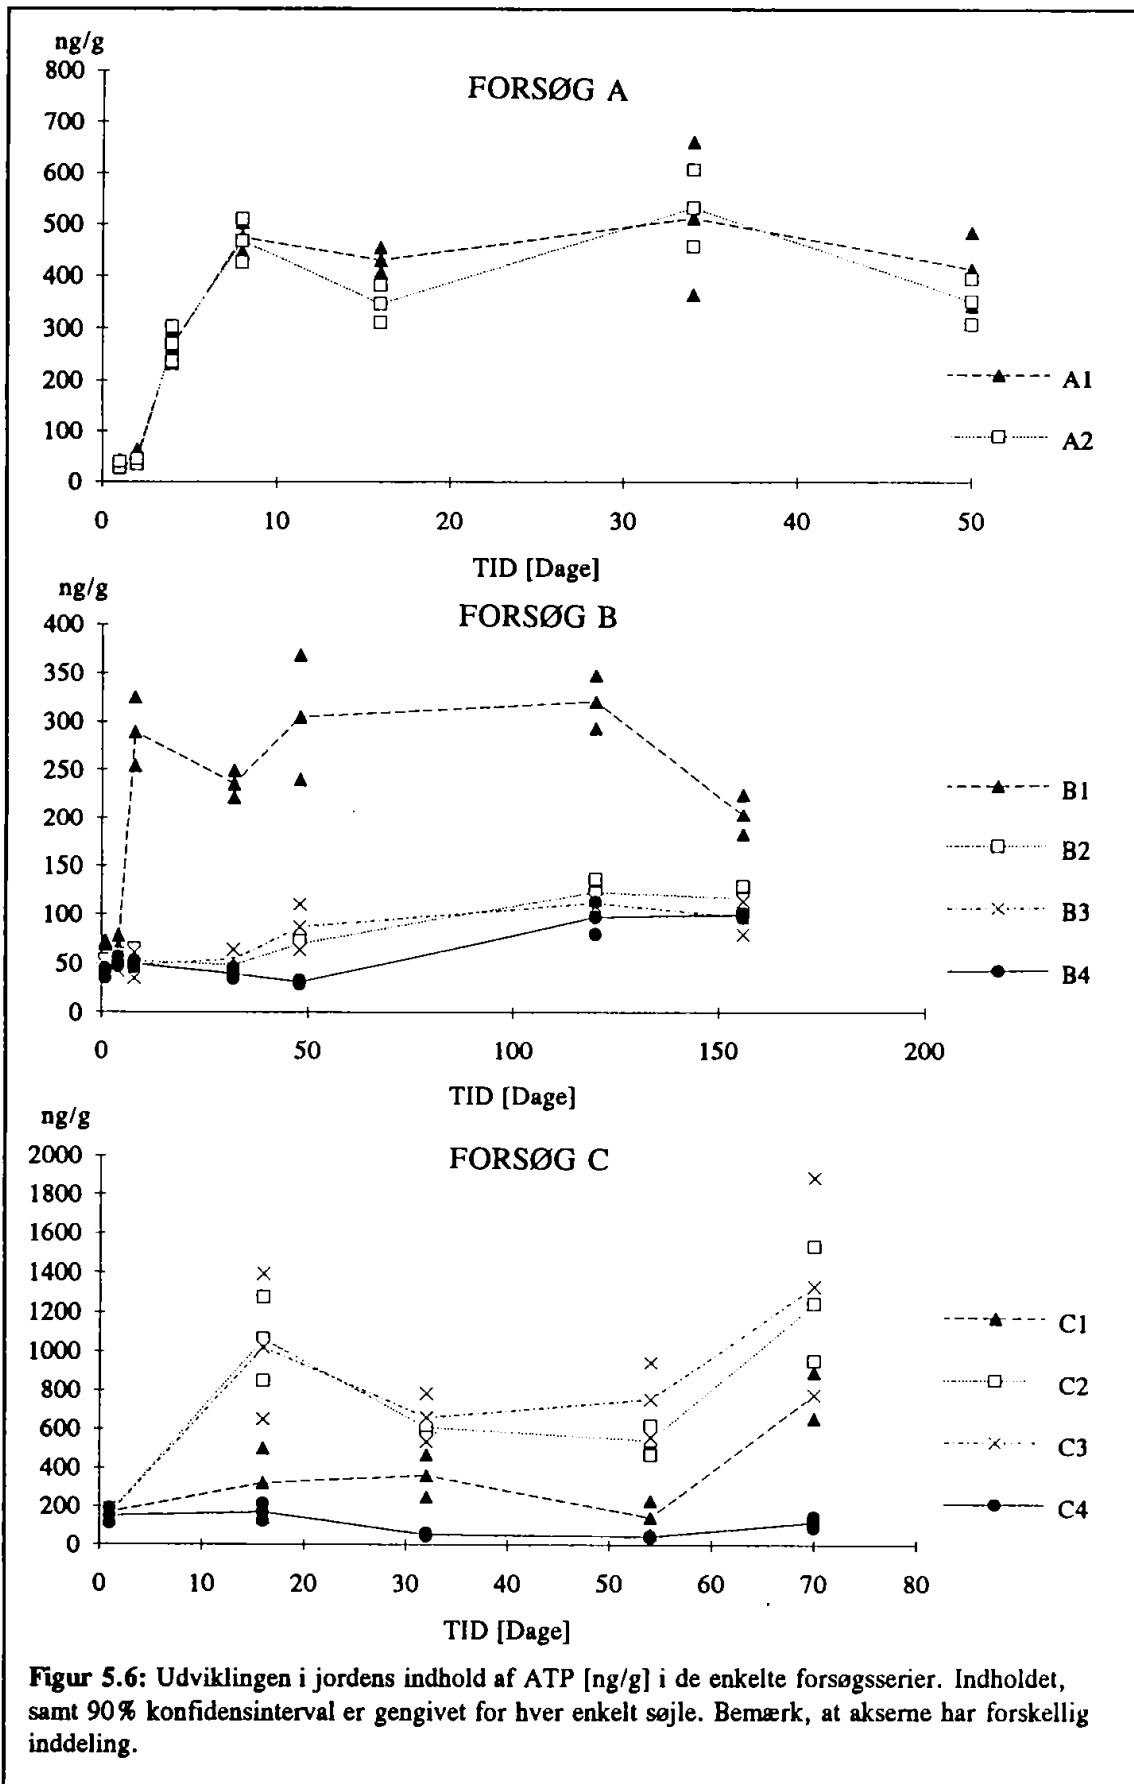 ng/g
FORSØG A
800
700
600
500
400
300
200
100
0
0 10 20 30 40 50
TID [Dage]
A1
A2
ng/g
FORSØG B
400
350
300
250
200
150
100
50
0
0 50 100 150 200
TID [Dage]
B1
B2
B3
B4
ng/g
FORSØG C
2000
1800
1600
1400
1200
1000
800
600
400
200
0
0 10 20 30 40 50 60 70 80
TID [Dage]
C1
C2
C3
C4
Figur 5.6: Udviklingen i jordens indhold af ATP [ng/g] i de enkelte forsøgsserier. Indholdet,
samt 90% konfidensinterval er gengivet for hver enkelt søjle. Bemærk, at akserne har forskellig
inddeling.